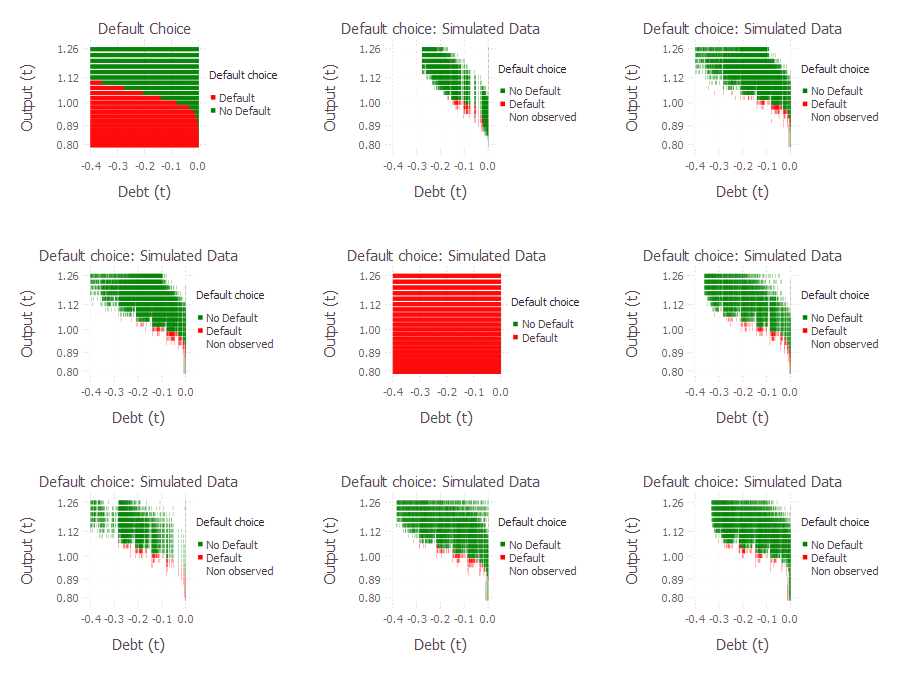 Default Choice
Output (t)
1.26
1.12
1.00
0.89
0.80
-0.4 -0.3 -0.2 -0.1 0.0
Debt (t)
Default choice
Default
No Default
Default choice: Simulated Data
Output (t)
1.26
1.12
1.00
0.89
0.80
-0.4 -0.3 -0.2 -0.1 0.0
Debt (t)
Default choice
No Default
Default
Non observed
Default choice: Simulated Data
Output (t)
1.26
1.12
1.00
0.89
0.80
-0.4 -0.3 -0.2 -0.1 0.0
Debt (t)
Default choice
No Default
Default
Non observed
Default choice: Simulated Data
Output (t)
1.26
1.12
1.00
0.89
0.80
-0.4 -0.3 -0.2 -0.1 0.0
Debt (t)
Default choice
No Default
Default
Non observed
Default choice: Simulated Data
Output (t)
1.26
1.12
1.00
0.89
0.80
-0.4 -0.3 -0.2 -0.1 0.0
Debt (t)
Default choice
No Default
Default
Default choice: Simulated Data
Output (t)
1.26
1.12
1.00
0.89
0.80
-0.4 -0.3 -0.2 -0.1 0.0
Debt (t)
Default choice
No Default
Default
Non observed
Default choice: Simulated Data
Output (t)
1.26
1.12
1.00
0.89
0.80
-0.4 -0.3 -0.2 -0.1 0.0
Debt (t)
Default choice
No Default
Default
Non observed
Default choice: Simulated Data
Output (t)
1.26
1.12
1.00
0.89
0.80
-0.4 -0.3 -0.2 -0.1 0.0
Debt (t)
Default choice
No Default
Default
Non observed
Default choice: Simulated Data
Output (t)
1.26
1.12
1.00
0.89
0.80
-0.4 -0.3 -0.2 -0.1 0.0
Debt (t)
Default choice
No Default
Default
Non observed